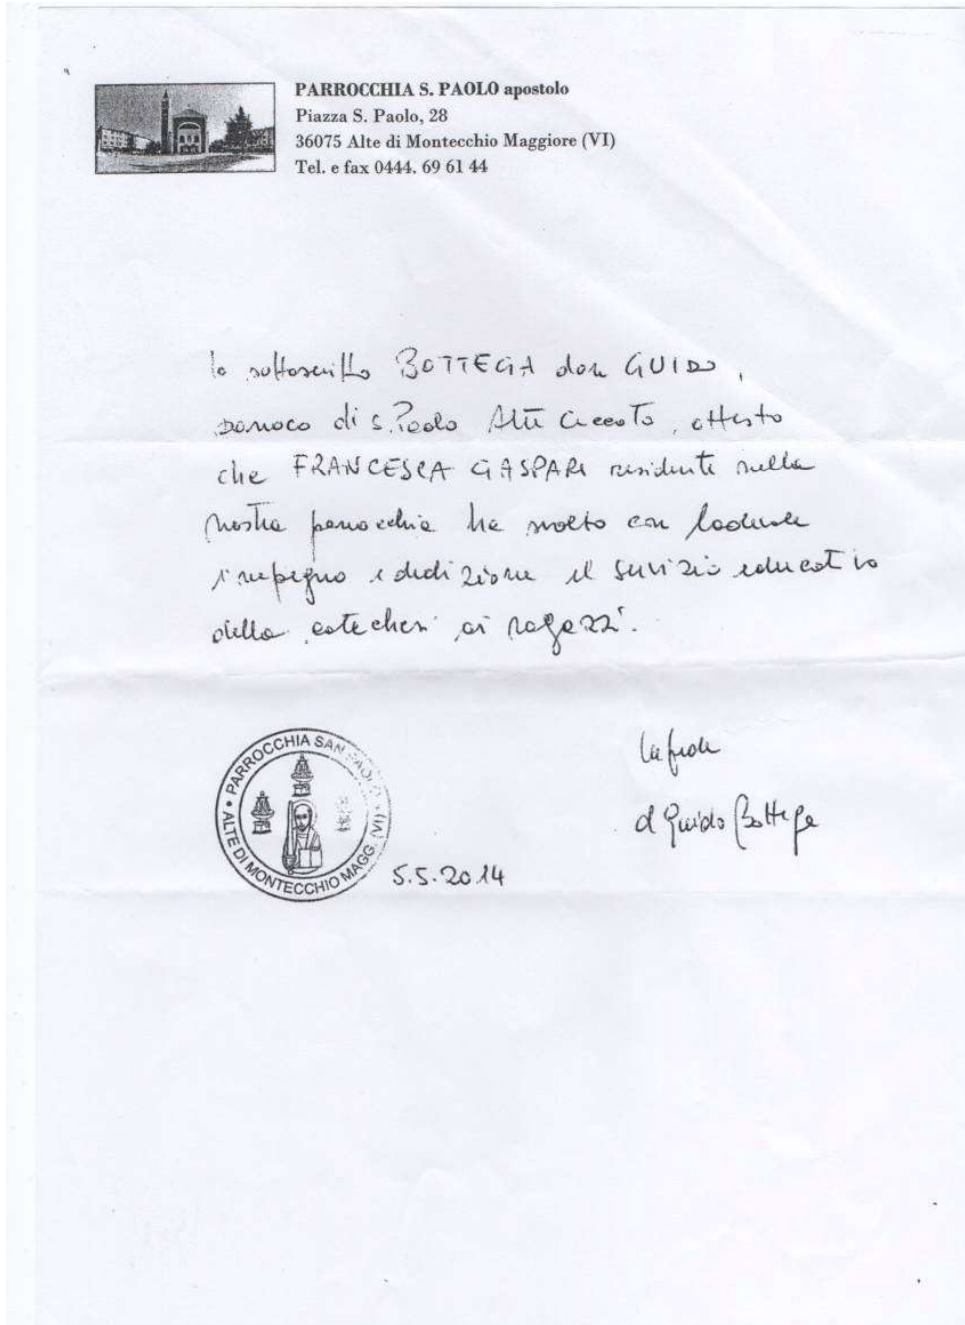 PARROCCHIA S. PAOLO apostolo
Piazza S. Paolo, 28
36075 Alte di Montecchio Maggiore (VI)
Tel. e fax 0444. 69 61 44
Io sottoscritto BOTTEGA don GUIDO,
parroco di S. Paolo Alte Ceccato, attesto
che FRANCESCA GASPARI residente nella
nostra parrocchia ha svolto con lodevole
impegno e dedizione il servizio educativo
della catechesi ai ragazzi.
In fede
d Guido Bottega
PARROCCHIA SAN PAOLO
ALTE DI MONTECCHIO MAGG. (VI)
5.5.2014